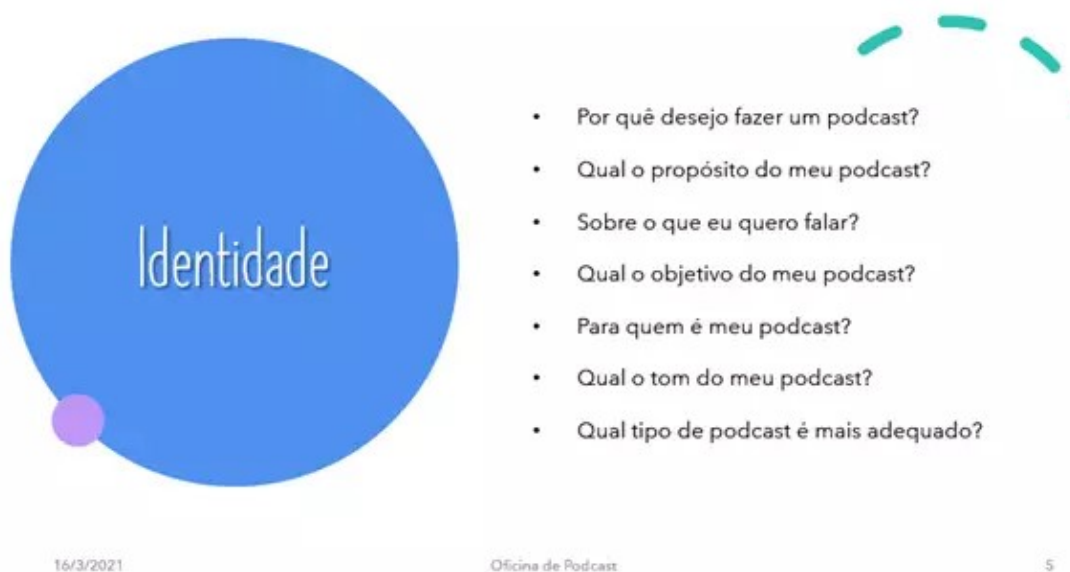 Identidade
• Por quê desejo fazer um podcast?
• Qual o propósito do meu podcast?
• Sobre o que eu quero falar?
• Qual o objetivo do meu podcast?
• Para quem é meu podcast?
• Qual o tom do meu podcast?
• Qual tipo de podcast é mais adequado?
16/3/2021
Oficina de Podcast
5